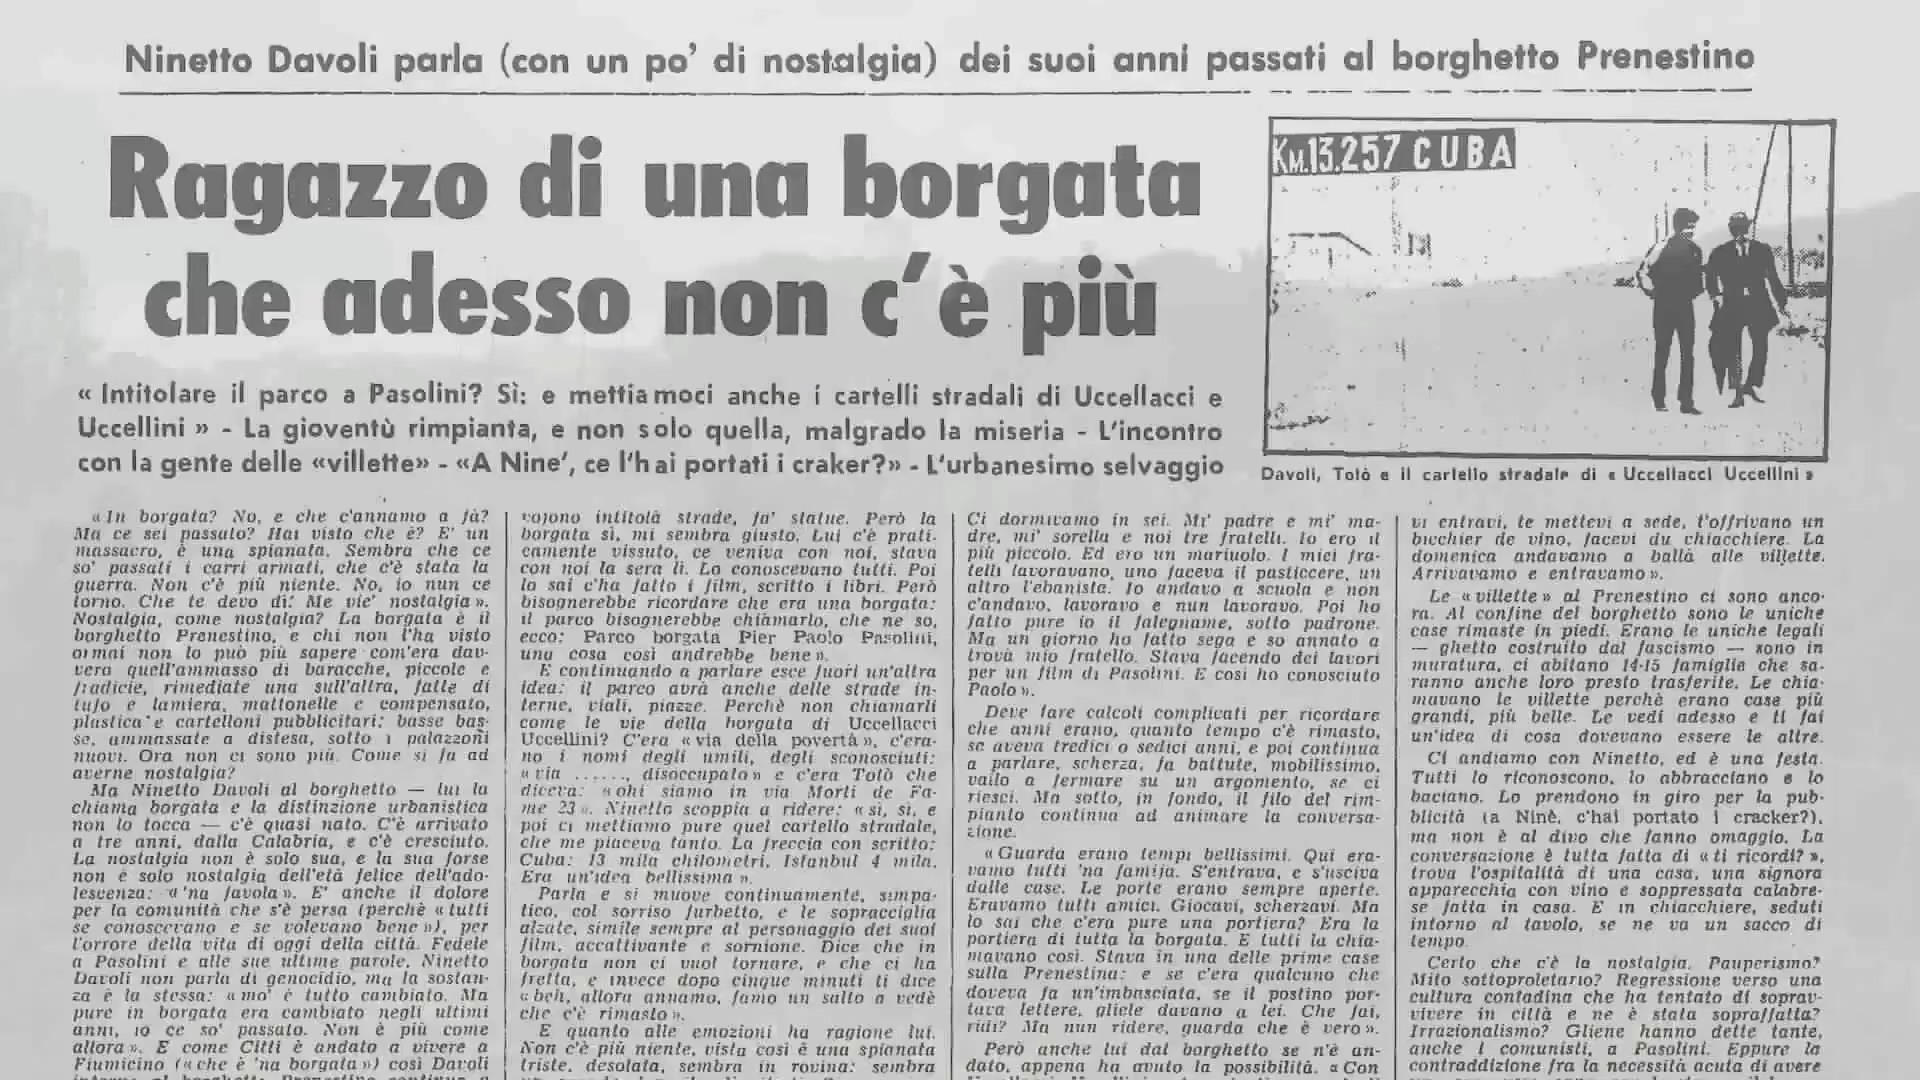 Ninetto Davoli parla (con un po' di nostalgia) dei suoi anni passati al borghetto Prenestino
Ragazzo di una borgata
che adesso non c'è più
« Intitolare il parco a Pasolini? Sì: e mettiamoci anche i cartelli stradali di Uccellacci e
Uccellini » - La gioventù rimpianta, e non solo quella, malgrado la miseria - L'incontro
con la gente delle «villette» - «A Nine', ce l'hai portati i craker?» - L'urbanesimo selvaggio
KM.13.257 CUBA
Davoli, Totò e il cartello stradale di « Uccellacci Uccellini »
«In borgata? No, e che c'annamo a fà?
Ma ce sei passato? Hai visto che è? E' un
massacro, è una spianata. Sembra che ce
so' passati i carri armati, che c'è stata la
guerra. Non c'è più niente. No, io nun ce
torno. Che te devo dì: Me vie' nostalgia».
Nostalgia, come nostalgia? La borgata è il
borghetto Prenestino, e chi non l'ha visto
ormai non lo può più sapere com'era dav-
vero quell'ammasso di baracche, piccole e
fradicie, rimediate una sull'altra, fatte di
tufo e lamiera, mattonelle e compensato,
plastica e cartelloni pubblicitari: basse bas-
se, ammassate a distesa, sotto i palazzoni
nuovi. Ora non ci sono più. Come si fa ad
averne nostalgia?
Ma Ninetto Davoli al borghetto — lui la
chiama borgata e la distinzione urbanistica
non lo tocca — c'è quasi nato. C'è arrivato
a tre anni, dalla Calabria, e c'è cresciuto.
La nostalgia non è solo sua, e la sua forse
non è solo nostalgia dell'età felice dell'ado-
lescenza: «'na favola». E' anche il dolore
per la comunità che s'è persa (perchè «tutti
se conoscevano e se volevano bene»), per
l'orrore della vita di oggi della città. Fedele
a Pasolini e alle sue ultime parole, Ninetto
Davoli non parla di genocidio, ma la sostan-
za è la stessa: «mo' è tutto cambiato. Ma
pure in borgata era cambiato negli ultimi
anni, io ce so' passato. Non è più come
allora». E come Citti è andato a vivere a
Fiumicino («che è 'na borgata») così Davoli
vojono intitolà strade, fa' statue. Però la
borgata sì, mi sembra giusto. Lui c'è prati-
camente vissuto, ce veniva con noi, stava
con noi la sera lì. Lo conoscevano tutti. Poi
lo sai c'ha fatto i film, scritto i libri. Però
bisognerebbe ricordare che era una borgata:
il parco bisognerebbe chiamarlo, che ne so,
ecco: Parco borgata Pier Paolo Pasolini,
una cosa così andrebbe bene».
E continuando a parlare esce fuori un'altra
idea: il parco avrà anche delle strade in-
terne, viali, piazze. Perchè non chiamarli
come le vie della borgata di Uccellacci
Uccellini? C'era «via della povertà», c'era-
no i nomi degli umili, degli sconosciuti:
«via ......, disoccupato» e c'era Totò che
diceva: «ohi siamo in via Morti de Fa-
me 23». Ninetto scoppia a ridere: «sì, sì, e
poi ci mettiamo pure quel cartello stradale,
che me piaceva tanto. La freccia con scritto:
Cuba: 13 mila chilometri, Istanbul 4 mila.
Era un'idea bellissima».
Parla e si muove continuamente, simpa-
tico, col sorriso furbetto, e le sopracciglia
alzate, simile sempre al personaggio dei suoi
film, accattivante e sornione. Dice che in
borgata non ci vuol tornare, e che ci ha
fretta, e invece dopo cinque minuti ti dice
«beh, allora annamo, famo un salto a vedè
che c'è rimasto».
E quanto alle emozioni ha ragione lui.
Non c'è più niente, vista così è una spianata
triste, desolata, sembra in rovina: sembra
Ci dormivamo in sei. Mi' padre e mi' ma-
dre, mi' sorella e noi tre fratelli. Io ero il
più piccolo. Ed ero un mariuolo. I miei fra-
telli lavoravano, uno faceva il pasticcere, un
altro l'ebanista. Io andavo a scuola e non
c'andavo, lavoravo e nun lavoravo. Poi ho
fatto pure io il falegname, sotto padrone.
Ma un giorno ho fatto sega e so annato a
trovà mio fratello. Stava facendo dei lavori
per un film di Pasolini. E così ho conosciuto
Paolo».
Deve fare calcoli complicati per ricordare
che anni erano, quanto tempo c'è rimasto,
se aveva tredici o sedici anni, e poi continua
a parlare, scherza, fa battute, mobilissimo,
vallo a fermare su un argomento, se ci
riesci. Ma sotto, in fondo, il filo del rim-
pianto continua ad animare la conversa-
zione.
«Guarda erano tempi bellissimi. Qui era-
vamo tutti 'na famija. S'entrava, e s'usciva
dalle case. Le porte erano sempre aperte.
Eravamo tutti amici. Giocavi, scherzavi. Ma
lo sai che c'era pure una portiera? Era la
portiera di tutta la borgata. E tutti la chia-
mavano così. Stava in una delle prime case
sulla Prenestina: e se c'era qualcuno che
doveva fa un'imbasciata, se il postino por-
tava lettere, gliele davano a lei. Che fai,
ridi? Ma nun ridere, guarda che è vero».
Però anche lui dal borghetto se n'è an-
dato, appena ha avuto la possibilità. «Con
vi entravi, te mettevi a sede, t'offrivano un
bicchier de vino, facevi du chiacchiere. La
domenica andavamo a ballà alle villette.
Arrivavamo e entravamo».
Le «villette» al Prenestino ci sono anco-
ra. Al confine del borghetto sono le uniche
case rimaste in piedi. Erano le uniche legali
— ghetto costruito dal fascismo — sono in
muratura, ci abitano 14-15 famiglie che sa-
ranno anche loro presto trasferite. Le chia-
mavano le villette perchè erano case più
grandi, più belle. Le vedi adesso e ti fai
un'idea di cosa dovevano essere le altre.
Ci andiamo con Ninetto, ed è una festa.
Tutti lo riconoscono, lo abbracciano e lo
baciano. Lo prendono in giro per la pub-
blicità (a Ninè, c'hai portato i cracker?),
ma non è al divo che fanno omaggio. La
conversazione è tutta fatta di «ti ricordi?»,
trova l'ospitalità di una casa, una signora
apparecchia con vino e soppressata calabre-
se fatta in casa. E in chiacchiere, seduti
intorno al tavolo, se ne va un sacco di
tempo.
Certo che c'è la nostalgia. Pauperismo?
Mito sottoproletario? Regressione verso una
cultura contadina che ha tentato di soprav-
vivere in città e ne è stata sopraffatta?
Irrazionalismo? Gliene hanno dette tante,
anche i comunisti, a Pasolini. Eppure la
contraddizione fra la necessità acuta di avere